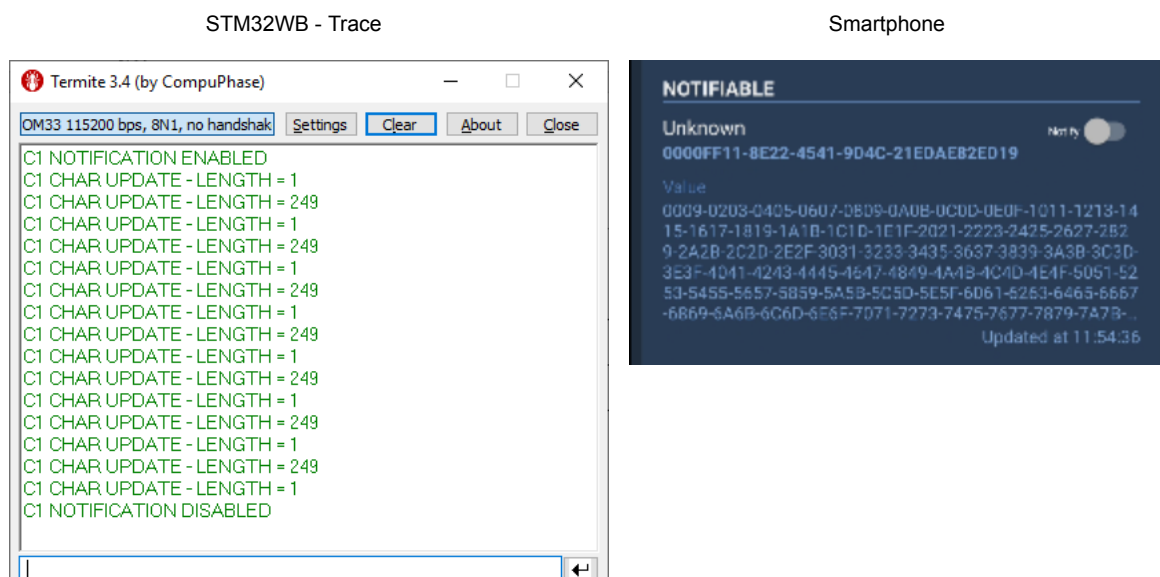 STM32WB - Trace
Smartphone
Termite 3.4 (by CompuPhase)
OM33 115200 bps, 8N1, no handshak
Settings
Clear
About
Close
C1 NOTIFICATION ENABLED
C1 CHAR UPDATE - LENGTH = 1
C1 CHAR UPDATE - LENGTH = 249
C1 CHAR UPDATE - LENGTH = 1
C1 CHAR UPDATE - LENGTH = 249
C1 CHAR UPDATE - LENGTH = 1
C1 CHAR UPDATE - LENGTH = 249
C1 CHAR UPDATE - LENGTH = 1
C1 CHAR UPDATE - LENGTH = 249
C1 CHAR UPDATE - LENGTH = 1
C1 CHAR UPDATE - LENGTH = 249
C1 CHAR UPDATE - LENGTH = 1
C1 CHAR UPDATE - LENGTH = 249
C1 CHAR UPDATE - LENGTH = 1
C1 CHAR UPDATE - LENGTH = 249
C1 CHAR UPDATE - LENGTH = 1
C1 NOTIFICATION DISABLED
NOTIFIABLE
Unknown
Notify
0000FF11-8E22-4541-9D4C-21EDAE82ED19
Value
0009-0203-0405-0607-0809-0A0B-0C0D-0E0F-1011-1213-14
15-1617-1819-1A1B-1C1D-1E1F-2021-2223-2425-2627-282
9-2A2B-2C2D-2E2F-3031-3233-3435-3637-3839-3A3B-3C3D-
3E3F-4041-4243-4445-4647-4849-4A4B-4C4D-4E4F-5051-52
53-5455-5657-5859-5A5B-5C5D-5E5F-6061-6263-6465-6667
-6869-6A6B-6C6D-6E6F-7071-7273-7475-7677-7879-7A7B-...
Updated at 11:54:36